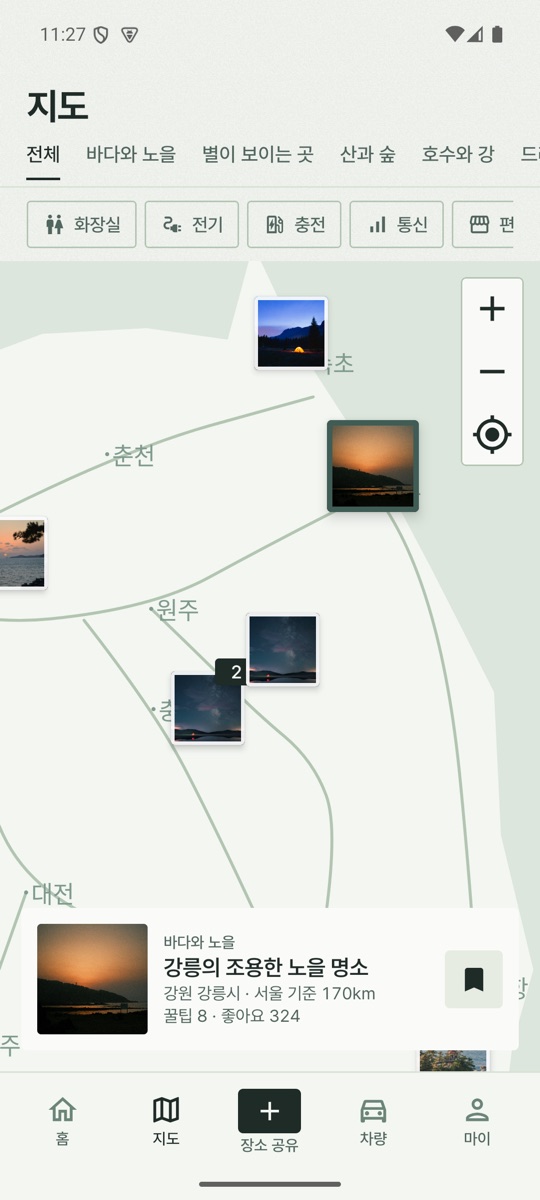 11:27
지도
전체 바다와 노을 별이 보이는 곳 산과 숲 호수와 강
화장실 전기 충전 통신 편
속초
춘천
원주
2
대전
바다와 노을
강릉의 조용한 노을 명소
강원 강릉시 · 서울 기준 170km
꿀팁 8 · 좋아요 324
주
홈 지도 장소 공유 차량 마이